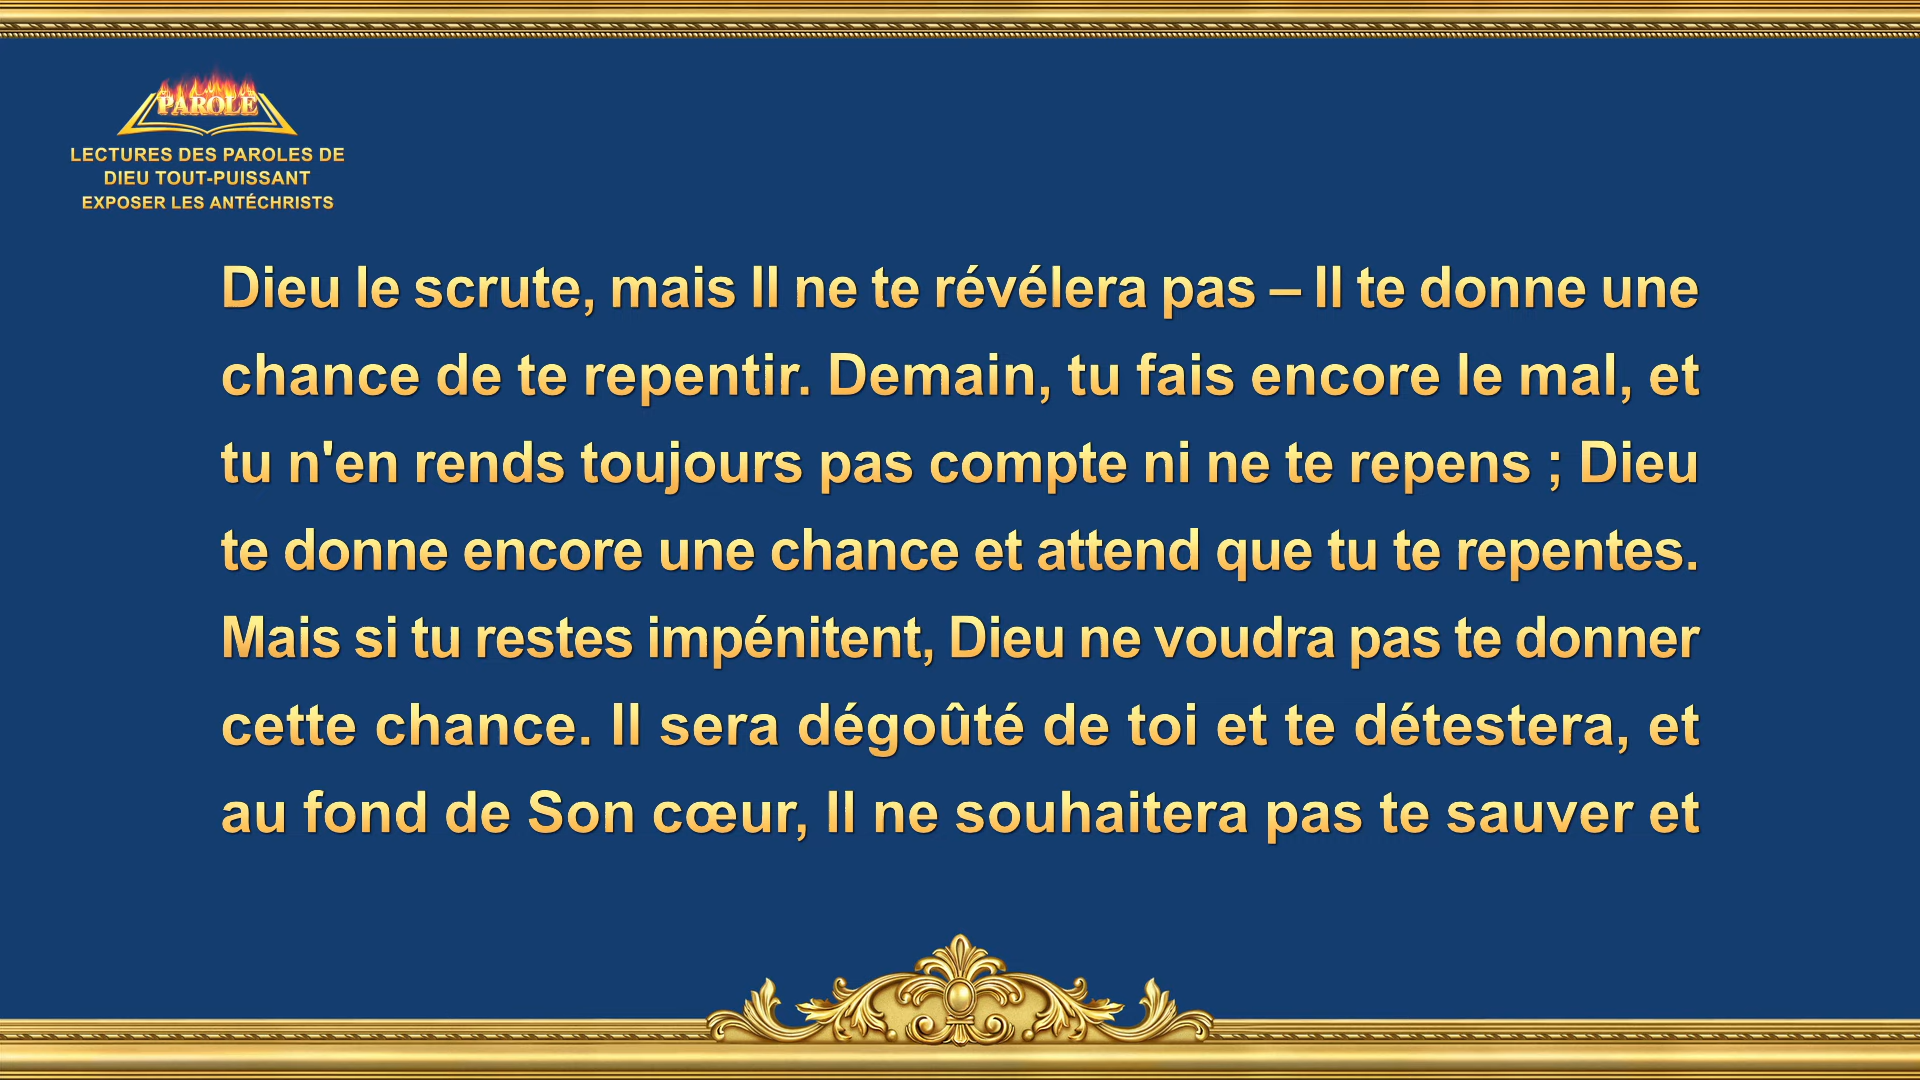 PAROLE
LECTURES DES PAROLES DE
DIEU TOUT-PUISSANT
EXPOSER LES ANTÉCHRISTS
Dieu le scrute, mais Il ne te révélera pas – Il te donne une
chance de te repentir. Demain, tu fais encore le mal, et
tu n'en rends toujours pas compte ni ne te repens ; Dieu
te donne encore une chance et attend que tu te repentes.
Mais si tu restes impénitent, Dieu ne voudra pas te donner
cette chance. Il sera dégoûté de toi et te détestera, et
au fond de Son cœur, Il ne souhaitera pas te sauver et